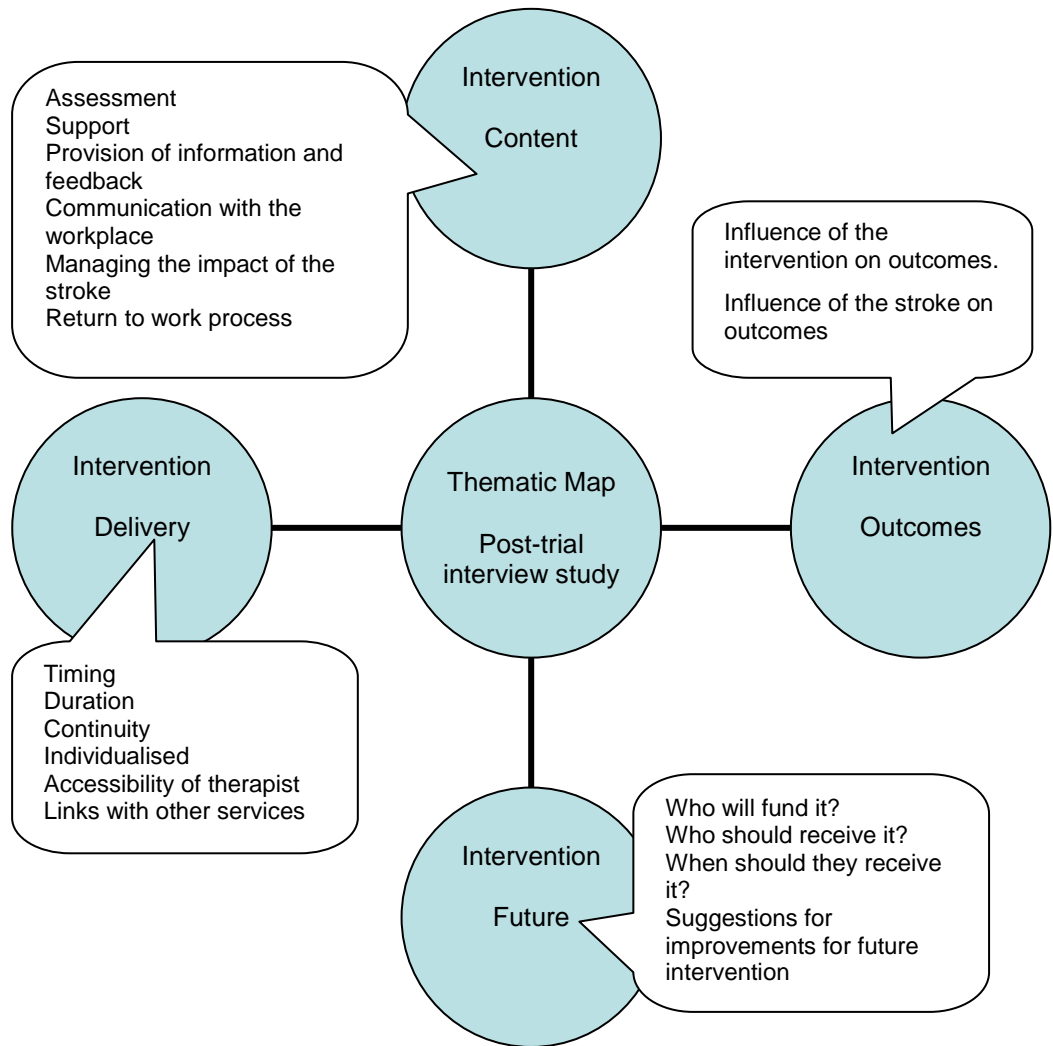 Intervention
Content
Assessment
Support
Provision of information and
feedback
Communication with the
workplace
Managing the impact of the
stroke
Return to work process
Influence of the
intervention on outcomes.
Influence of the stroke on
outcomes
Intervention
Delivery
Thematic Map
Post-trial
interview study
Intervention
Outcomes
Timing
Duration
Continuity
Individualised
Accessibility of therapist
Links with other services
Intervention
Future
Who will fund it?
Who should receive it?
When should they receive
it?
Suggestions for
improvements for future
intervention